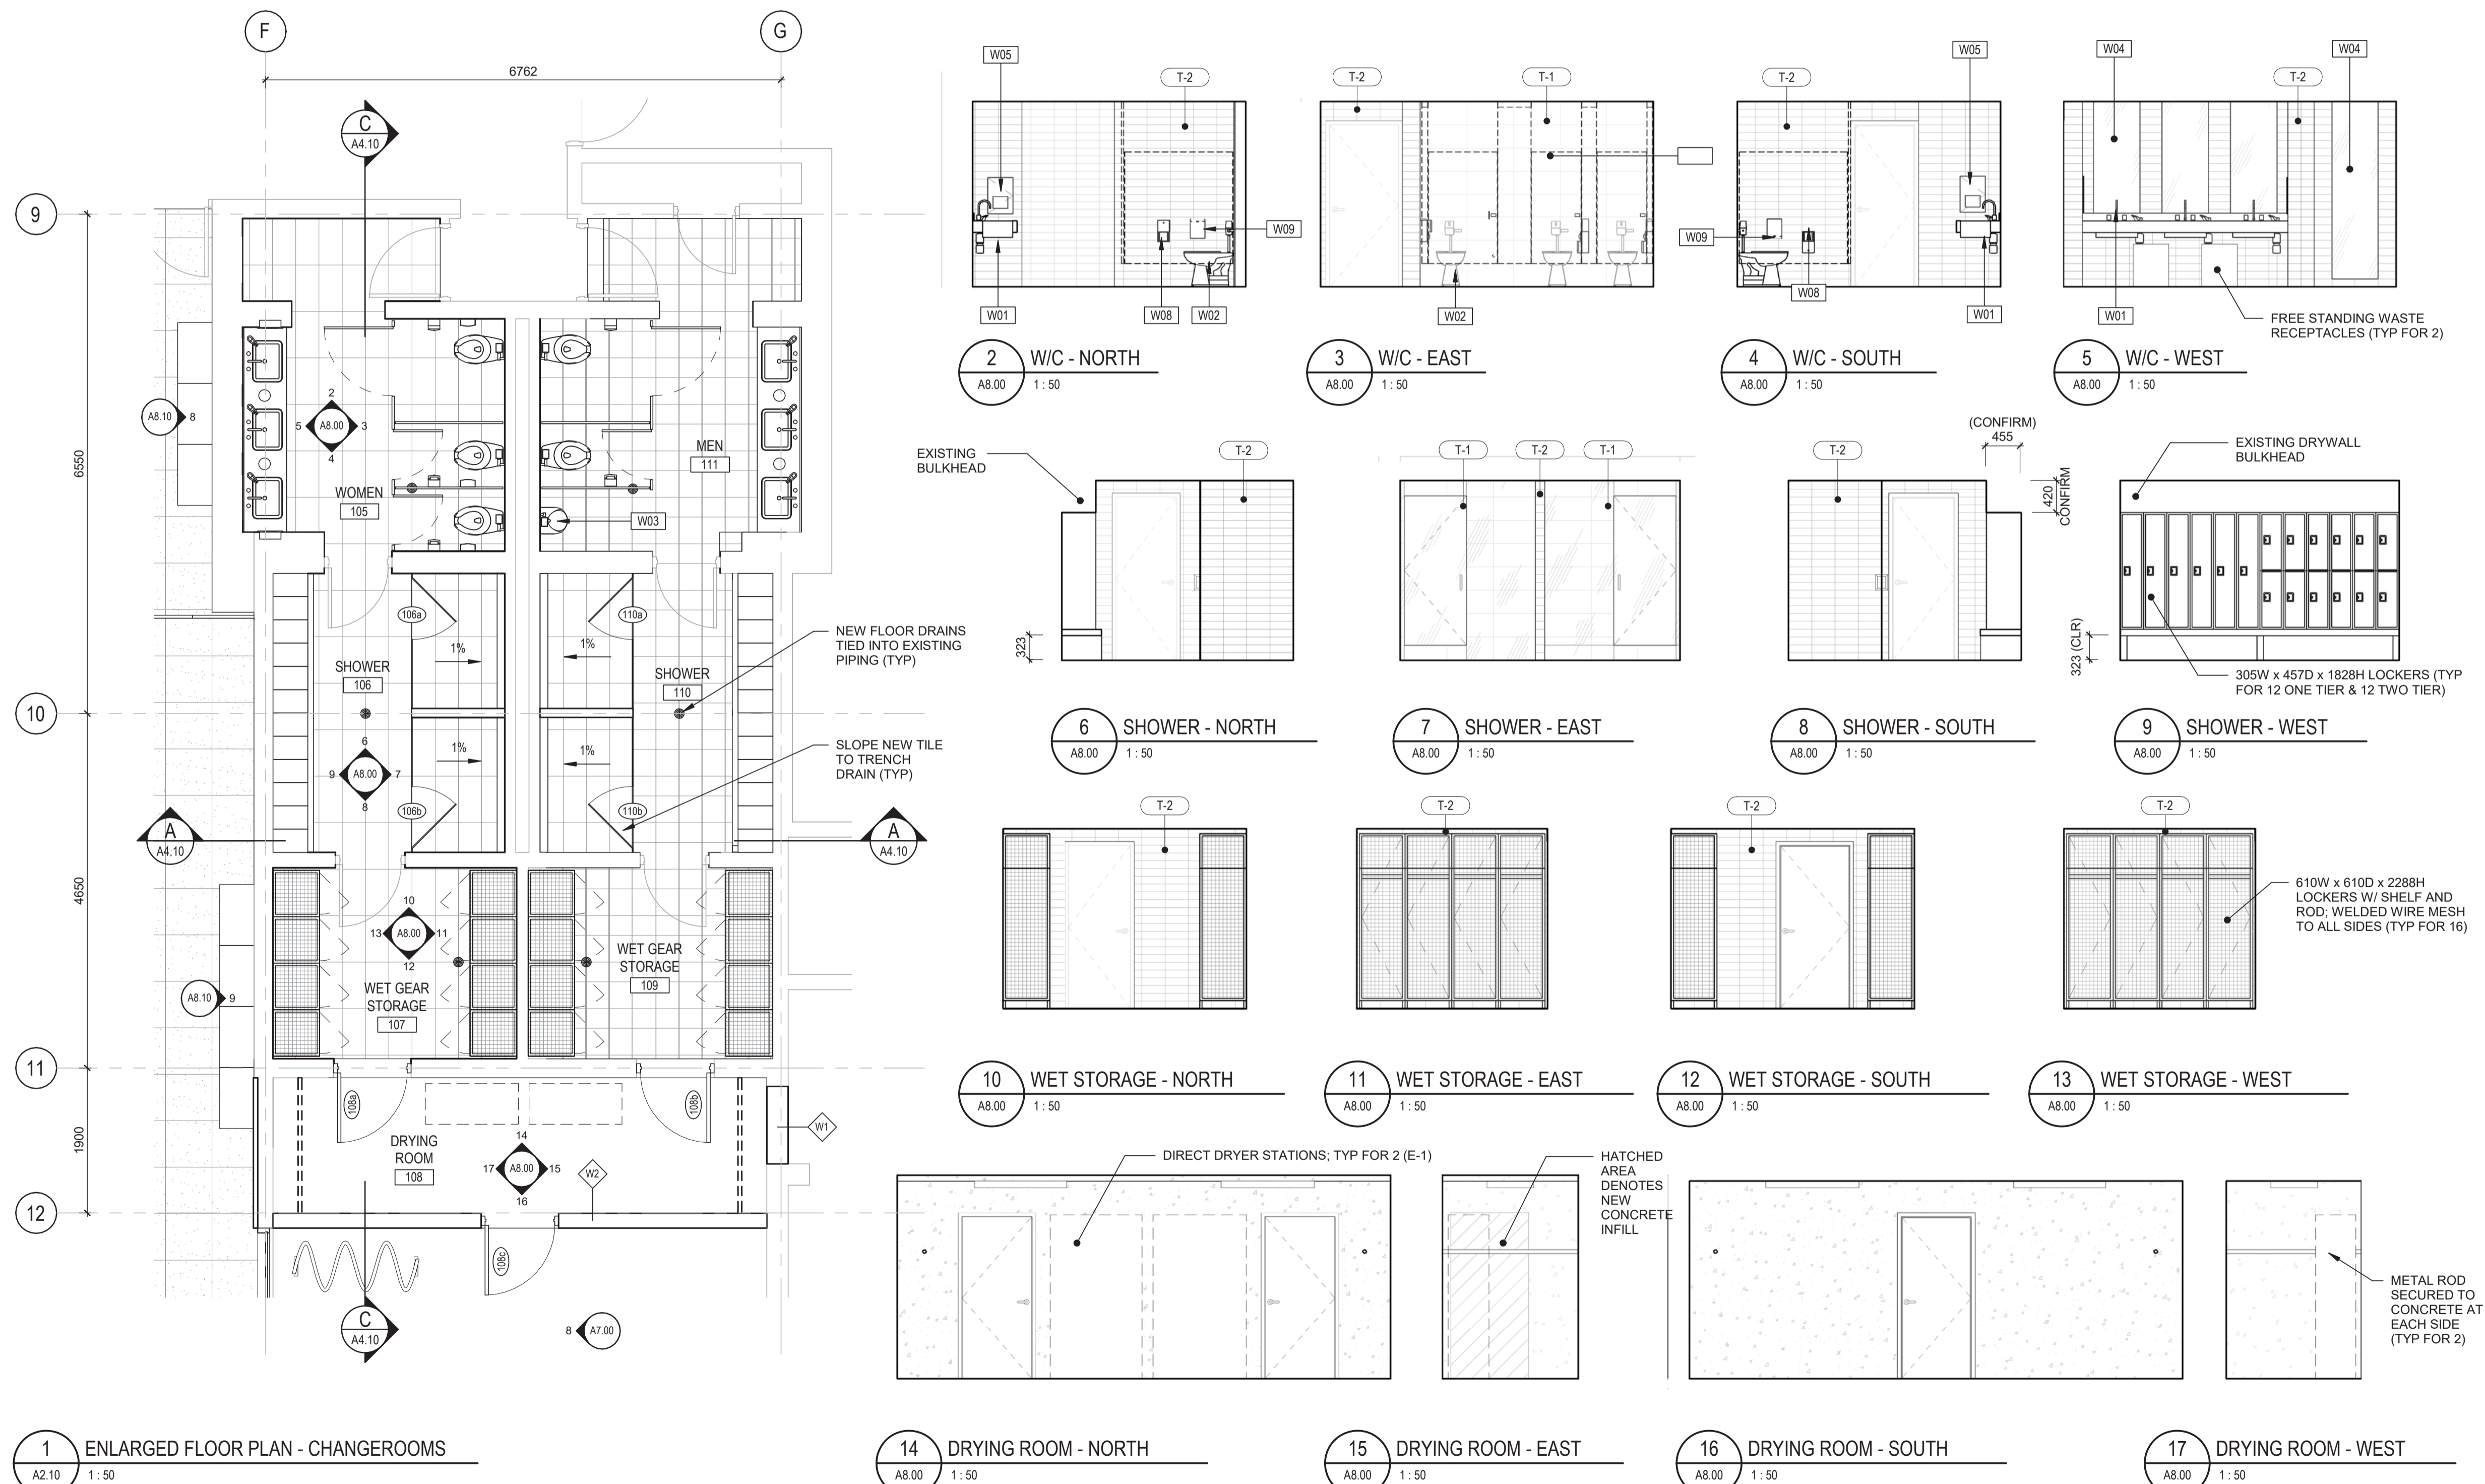 F
G
6762
C
A4.10
9
10
11
12
6550
4650
1900
A8.10
8
2
5
A8.00
3
4
WOMEN
105
MEN
111
W03
106a
110a
1%
1%
SHOWER
106
SHOWER
110
NEW FLOOR DRAINS
TIED INTO EXISTING
PIPING (TYP)
6
9
A8.00
7
8
1%
1%
SLOPE NEW TILE
TO TRENCH
DRAIN (TYP)
106b
110b
A
A4.10
A
A4.10
10
13
A8.00
11
12
WET GEAR
STORAGE
109
A8.10
9
WET GEAR
STORAGE
107
108a
108b
W1
DRYING
ROOM
108
14
17
A8.00
15
16
W2
108c
C
A4.10
8
A7.00
1
ENLARGED FLOOR PLAN - CHANGEROOMS
A2.10
1 : 50
W05
T-2
W09
W01
W08
W02
2
W/C - NORTH
A8.00
1 : 50
T-2
T-1
W02
3
W/C - EAST
A8.00
1 : 50
T-2
W05
W09
W08
W01
4
W/C - SOUTH
A8.00
1 : 50
W04
T-2
W04
W01
FREE STANDING WASTE
RECEPTACLES (TYP FOR 2)
5
W/C - WEST
A8.00
1 : 50
EXISTING
BULKHEAD
T-2
323
6
SHOWER - NORTH
A8.00
1 : 50
T-1
T-2
T-1
7
SHOWER - EAST
A8.00
1 : 50
T-2
(CONFIRM)
455
8
SHOWER - SOUTH
A8.00
1 : 50
EXISTING DRYWALL
BULKHEAD
420
CONFIRM
323 (CLR)
305W x 457D x 1828H LOCKERS (TYP
FOR 12 ONE TIER & 12 TWO TIER)
9
SHOWER - WEST
A8.00
1 : 50
T-2
10
WET STORAGE - NORTH
A8.00
1 : 50
T-2
11
WET STORAGE - EAST
A8.00
1 : 50
T-2
12
WET STORAGE - SOUTH
A8.00
1 : 50
T-2
610W x 610D x 2288H
LOCKERS W/ SHELF AND
ROD; WELDED WIRE MESH
TO ALL SIDES (TYP FOR 16)
13
WET STORAGE - WEST
A8.00
1 : 50
DIRECT DRYER STATIONS; TYP FOR 2 (E-1)
14
DRYING ROOM - NORTH
A8.00
1 : 50
HATCHED
AREA
DENOTES
NEW
CONCRETE
INFILL
15
DRYING ROOM - EAST
A8.00
1 : 50
16
DRYING ROOM - SOUTH
A8.00
1 : 50
METAL ROD
SECURED TO
CONCRETE AT
EACH SIDE
(TYP FOR 2)
17
DRYING ROOM - WEST
A8.00
1 : 50